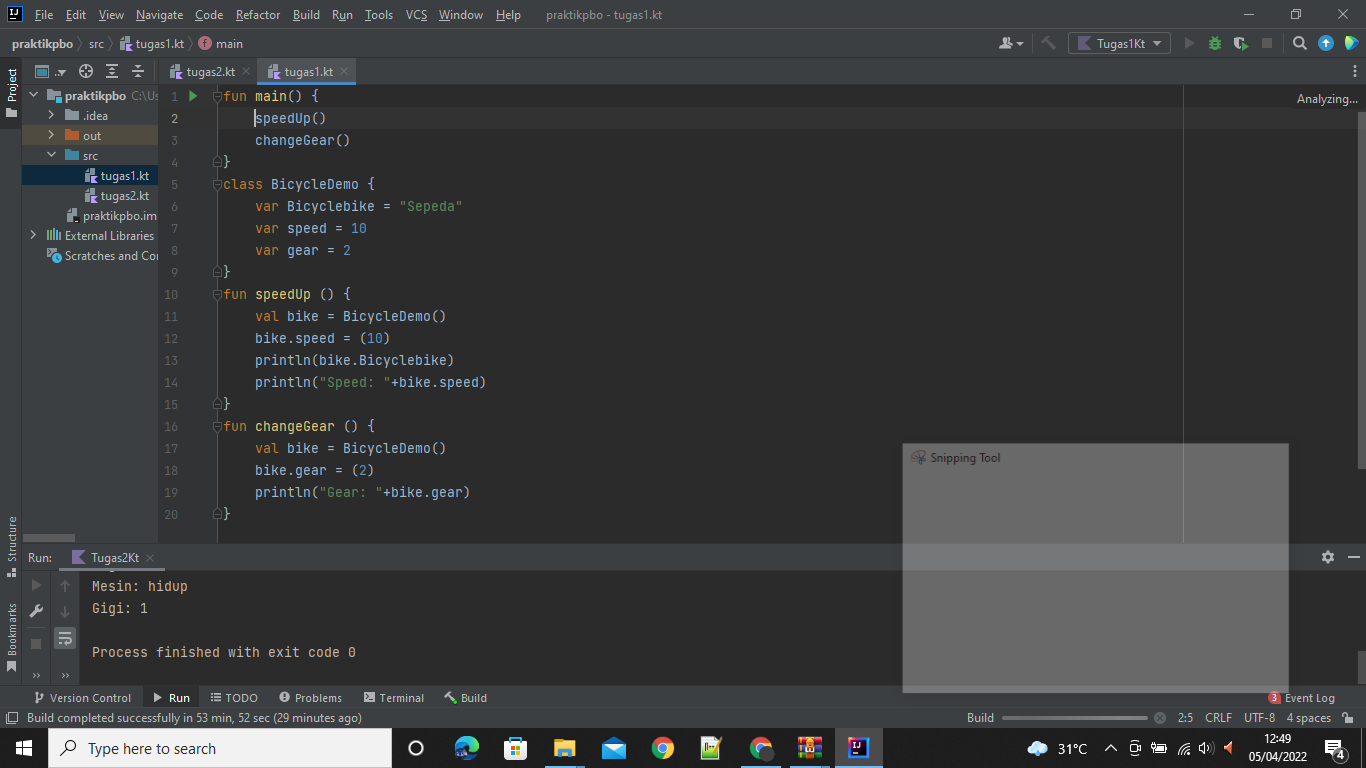 File Edit View Navigate Code Refactor Build Run Tools VCS Window Help praktikpbo - tugas1.kt
praktikpbo src tugas1.kt main Tugas1Kt
Project
tugas2.kt tugas1.kt
praktikpbo C:\Us
.idea
out
src
tugas1.kt
tugas2.kt
praktikpbo.im
External Libraries
Scratches and Cor
Analyzing...
1 fun main() {
2 speedUp()
3 changeGear()
4 }
5 class BicycleDemo {
6 var Bicyclebike = "Sepeda"
7 var speed = 10
8 var gear = 2
9 }
10 fun speedUp () {
11 val bike = BicycleDemo()
12 bike.speed = (10)
13 println(bike.Bicyclebike)
14 println("Speed: "+bike.speed)
15 }
16 fun changeGear () {
17 val bike = BicycleDemo()
18 bike.gear = (2)
19 println("Gear: "+bike.gear)
20 }
Snipping Tool
Structure
Bookmarks
Run: Tugas2Kt
Mesin: hidup
Gigi: 1
Process finished with exit code 0
Version Control Run TODO Problems Terminal Build 3 Event Log
Build completed successfully in 53 min, 52 sec (29 minutes ago) Build 2:5 CRLF UTF-8 4 spaces
Type here to search 31°C 12:49
05/04/2022 4